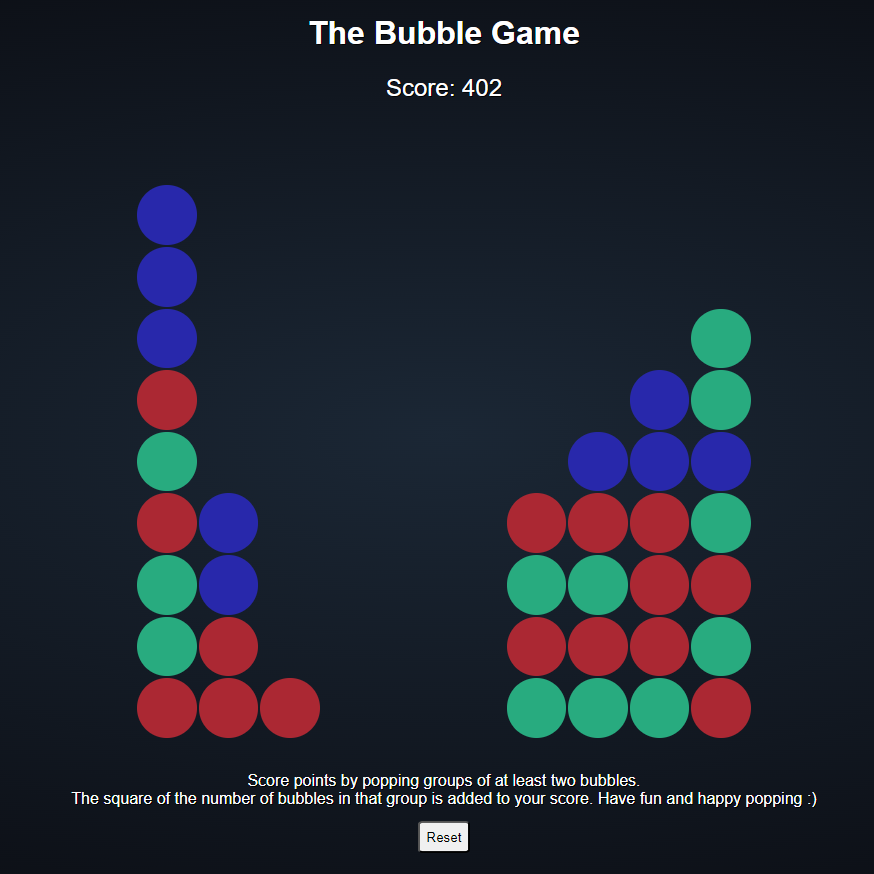 The Bubble Game
Score: 402
Score points by popping groups of at least two bubbles.
The square of the number of bubbles in that group is added to your score. Have fun and happy popping :)
Reset